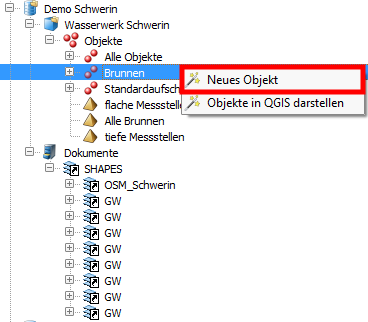 Demo Schwerin
Wasserwerk Schwerin
Objekte
Alle Objekte
Brunnen
Neues Objekt
Standardaufsch
Objekte in QGIS darstellen
flache Messstellen
Alle Brunnen
tiefe Messstellen
Dokumente
SHAPES
OSM_Schwerin
GW
GW
GW
GW
GW
GW
GW
GW